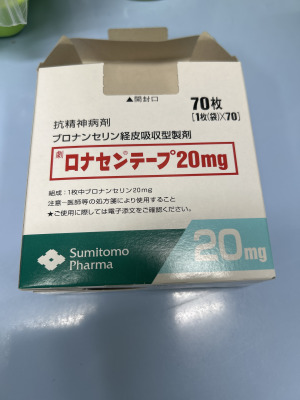 ▲開封口
70枚
[1枚(袋)×70]
抗精神病剤
ブロナンセリン経皮吸収型製剤
劇 ロナセン®テープ20mg
組成:1枚中ブロナンセリン20mg
注意-医師等の処方箋により使用すること
★ご使用に際しては電子添文をご確認ください。
Sumitomo
Pharma
20mg